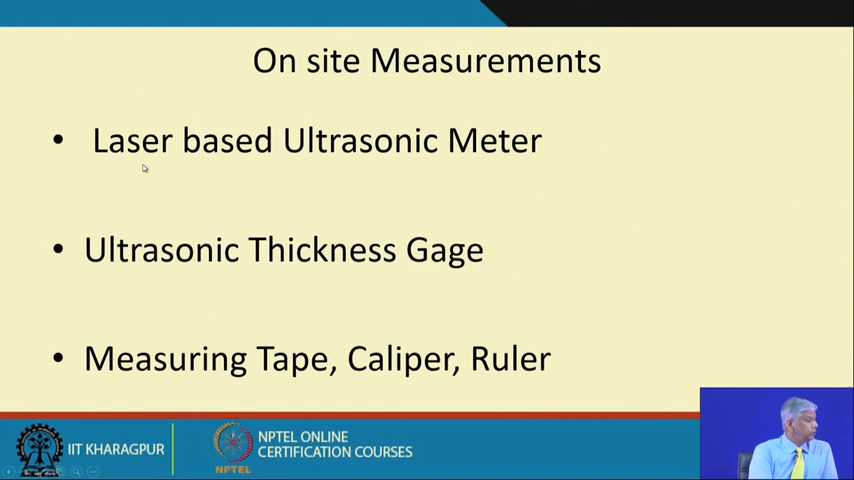 On site Measurements
• Laser based Ultrasonic Meter
• Ultrasonic Thickness Gage
• Measuring Tape, Caliper, Ruler
IIT KHARAGPUR
NPTEL
NPTEL ONLINE
CERTIFICATION COURSES